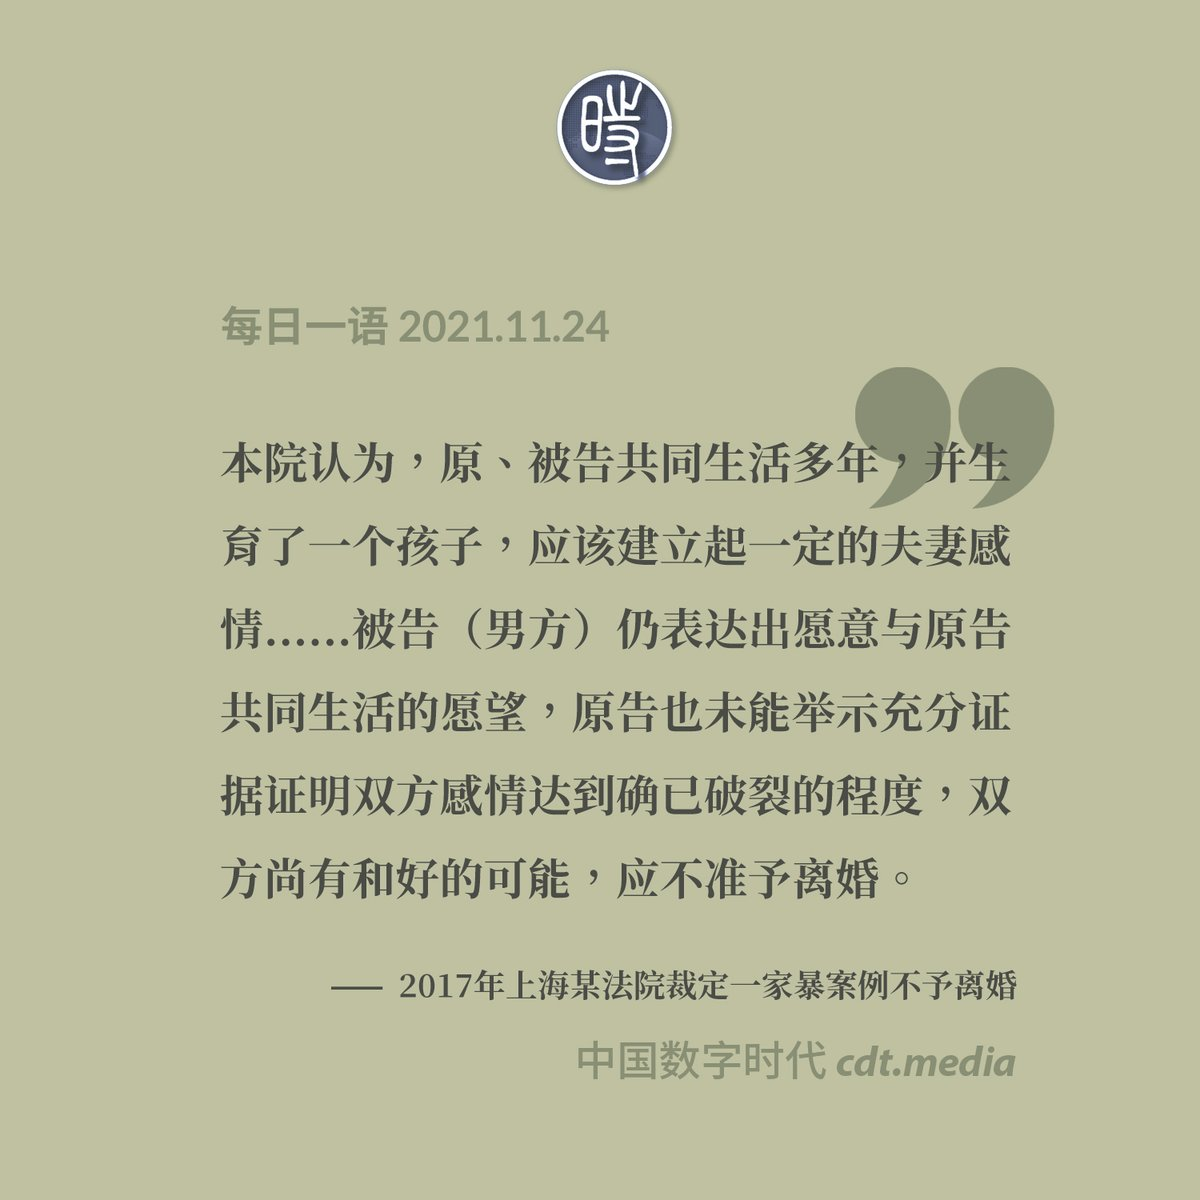 時
每日一语 2021.11.24
本院认为，原、被告共同生活多年，并生
育了一个孩子，应该建立起一定的夫妻感
情……被告（男方）仍表达出愿意与原告
共同生活的愿望，原告也未能举示充分证
据证明双方感情达到确已破裂的程度，双
方尚有和好的可能，应不准予离婚。
—— 2017年上海某法院裁定一家暴案例不予离婚
中国数字时代 cdt.media